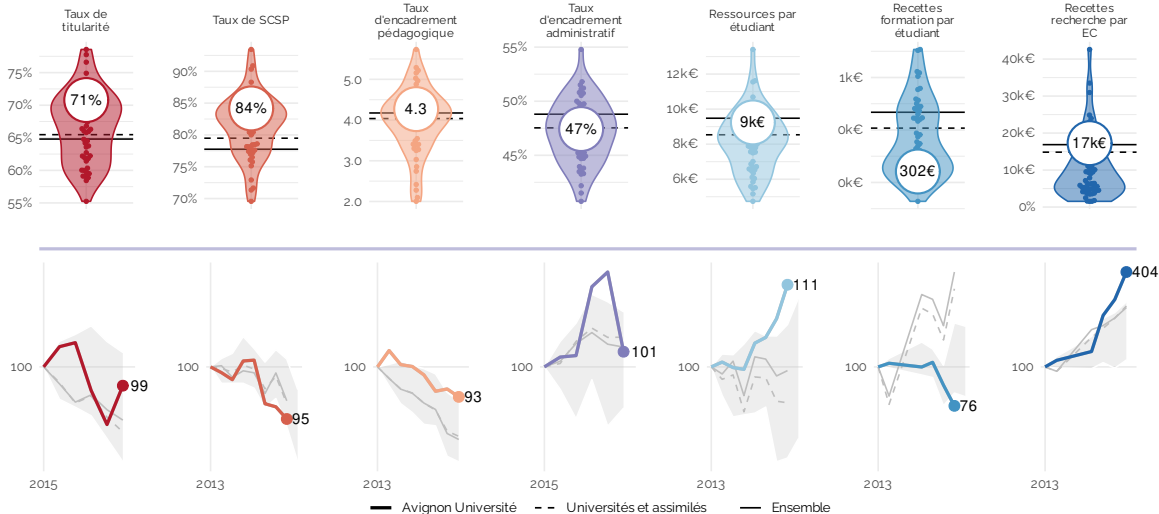 Taux de
titularité
75%
70%
65%
60%
55%
71%
Taux de SCSP
90%
85%
80%
75%
70%
84%
Taux
d'encadrement
pédagogique
5.0
4.0
3.0
2.0
4.3
Taux
d'encadrement
administratif
55%
50%
45%
47%
Ressources par
étudiant
12k€
10k€
8k€
6k€
9k€
Recettes
formation par
étudiant
1k€
0k€
0k€
302€
Recettes
recherche par
EC
40k€
30k€
20k€
10k€
0%
17k€
100
99
2015
100
95
2013
100
93
2013
100
101
2015
100
111
2013
100
76
2013
100
404
2013
Avignon Université
Universités et assimilés
Ensemble